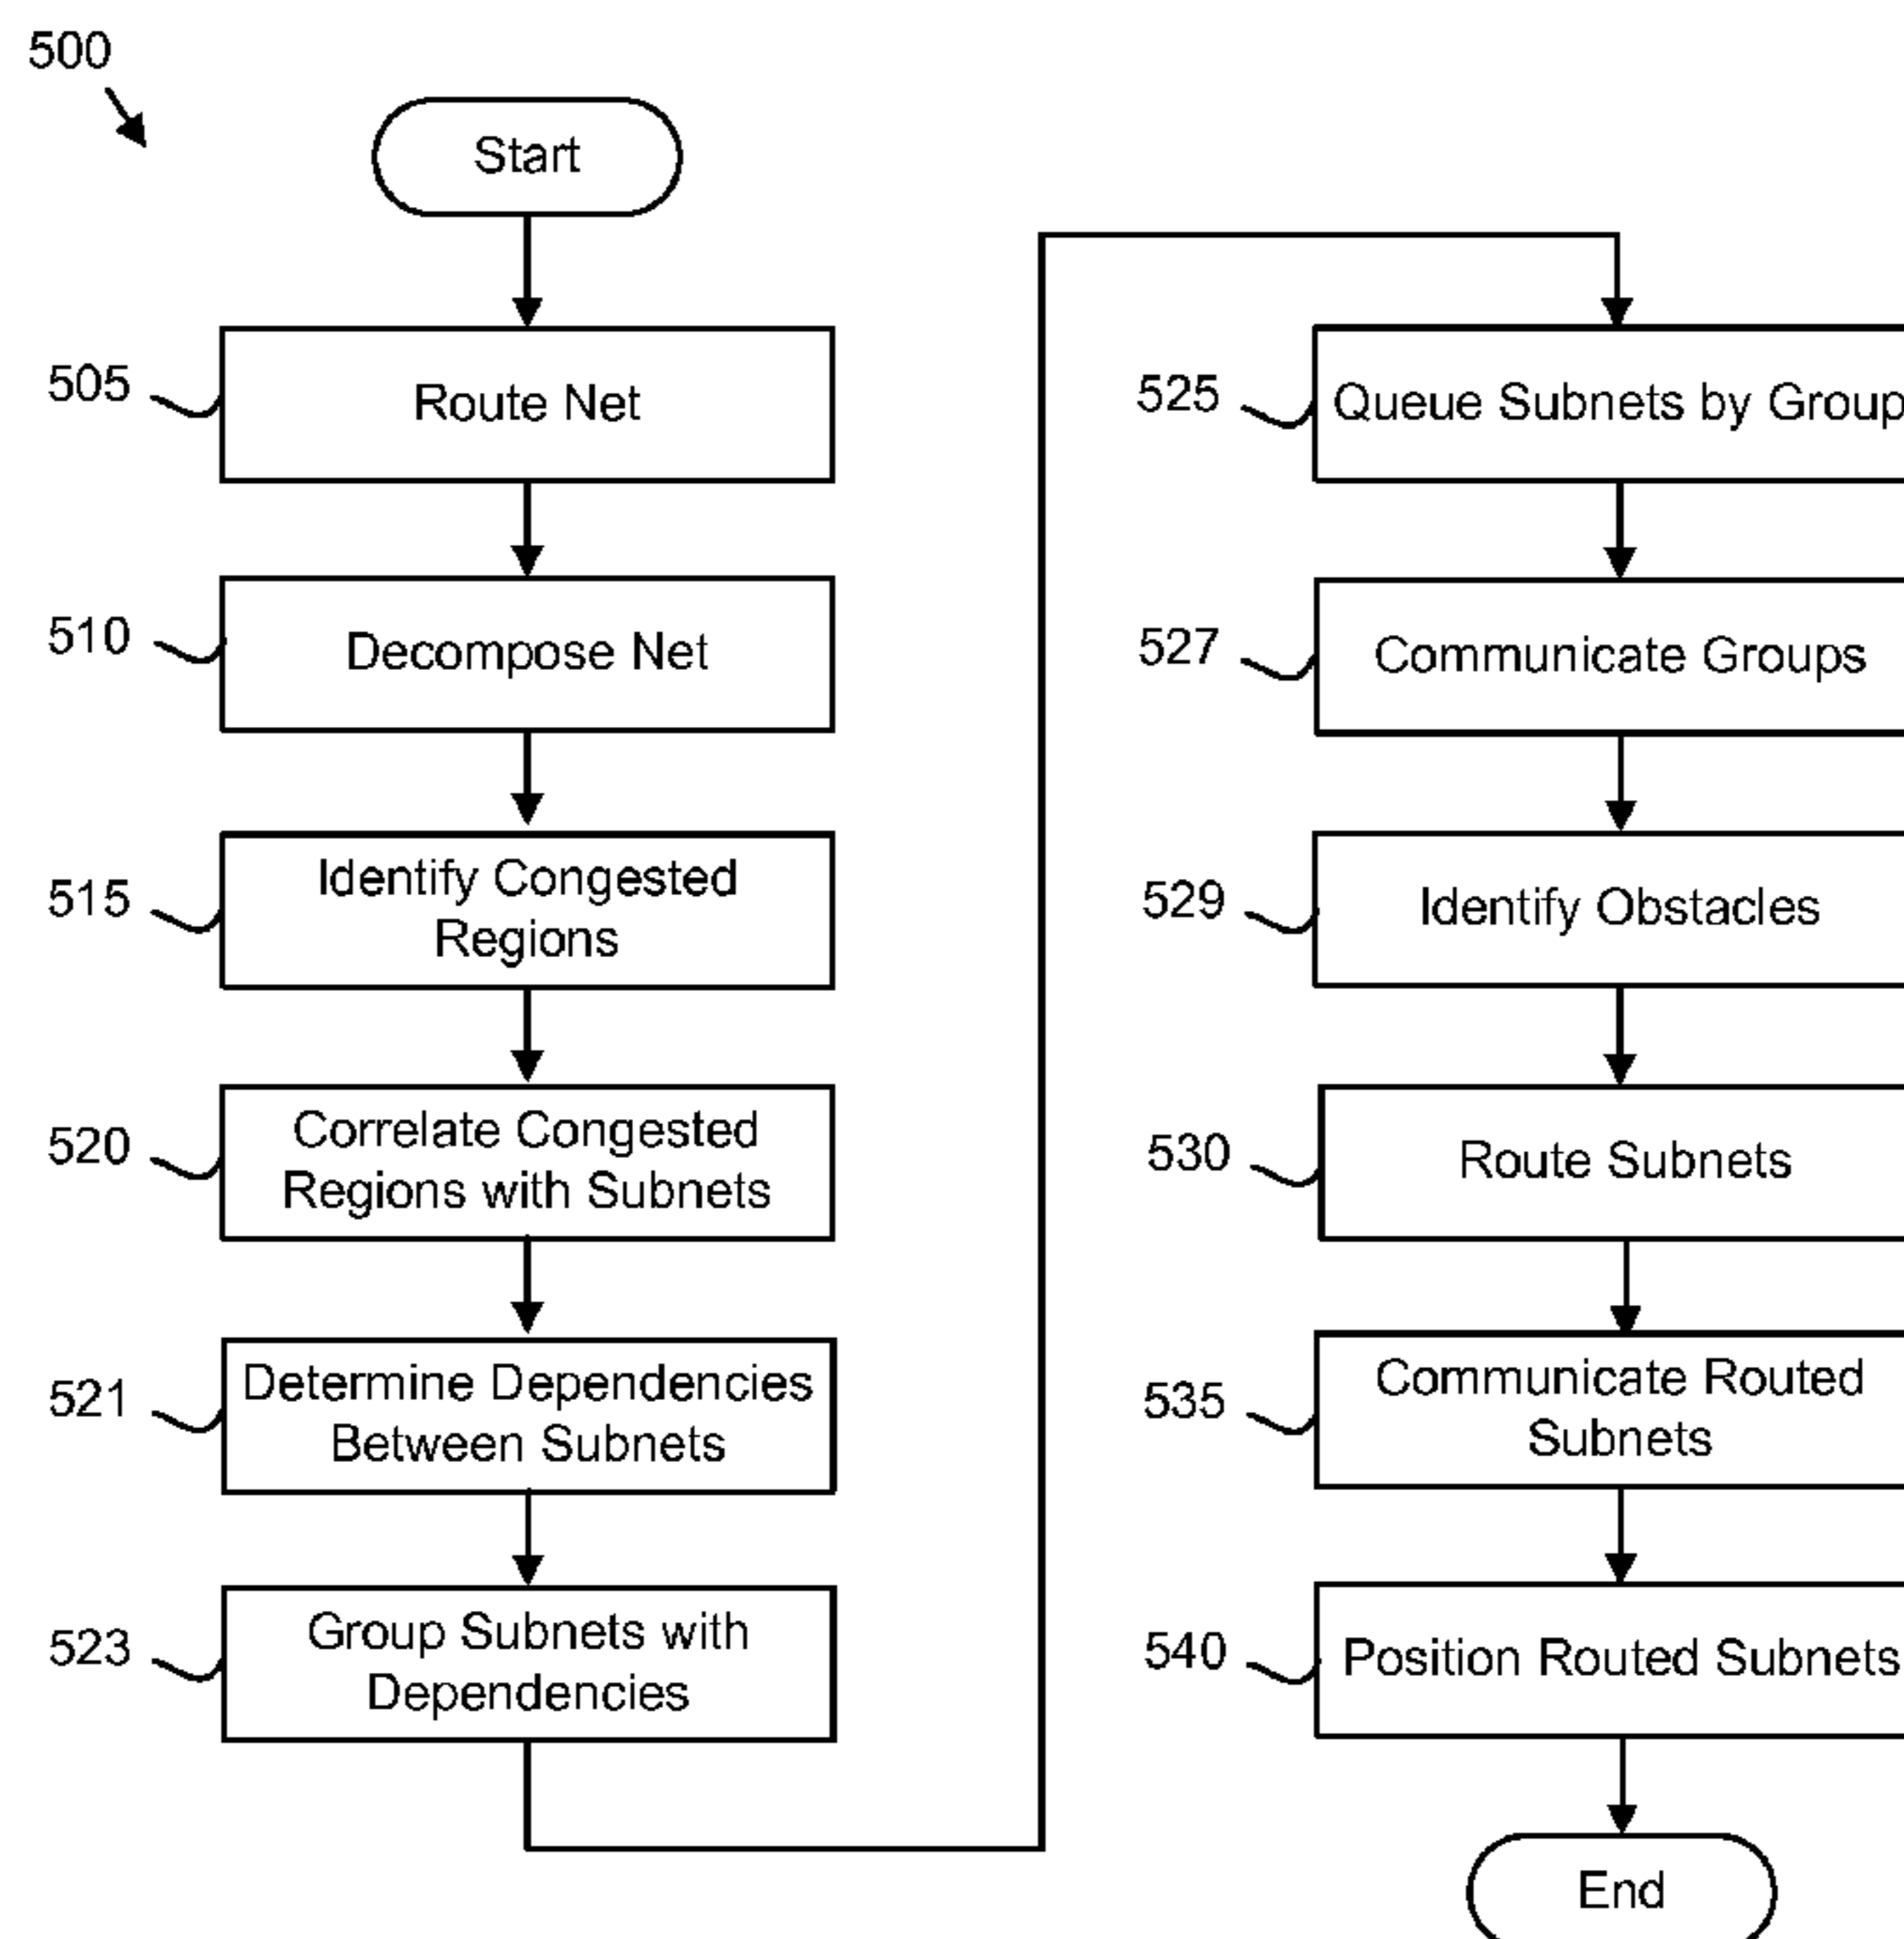 500
Start
505
Route Net
510
Decompose Net
515
Identify Congested
Regions
520
Correlate Congested
Regions with Subnets
521
Determine Dependencies
Between Subnets
523
Group Subnets with
Dependencies
525
Queue Subnets by Group
527
Communicate Groups
529
Identify Obstacles
530
Route Subnets
535
Communicate Routed
Subnets
540
Position Routed Subnets
End